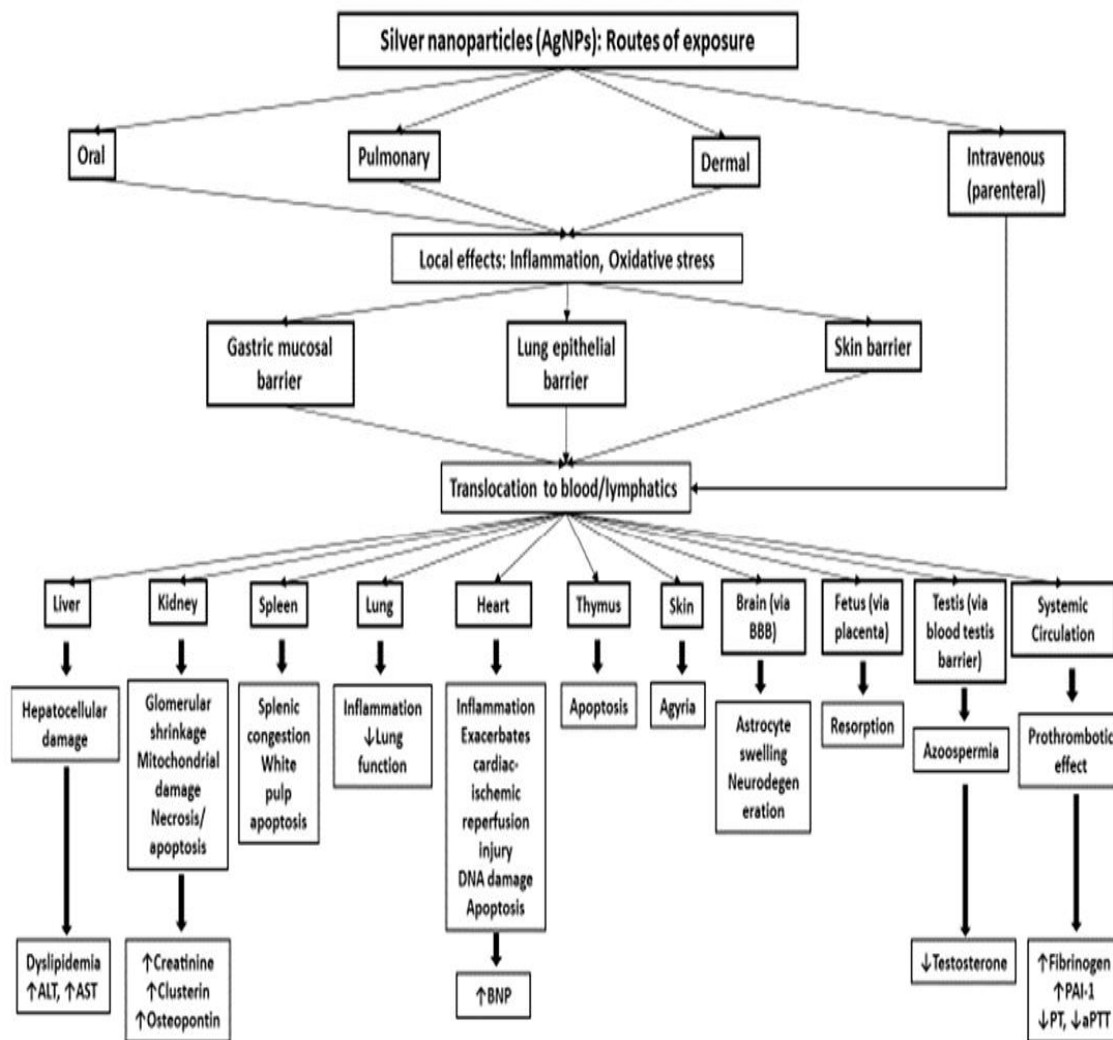 Silver nanoparticles (AgNPs): Routes of exposure
Oral
Pulmonary
Dermal
Intravenous
(parenteral)
Local effects: Inflammation, Oxidative stress
Gastric mucosal
barrier
Lung epithelial
barrier
Skin barrier
Translocation to blood/lymphatics
Liver
Kidney
Spleen
Lung
Heart
Thymus
Skin
Brain (via
BBB)
Fetus (via
placenta)
Testis (via
blood testis
barrier)
Systemic
Circulation
Hepatocellular
damage
Glomerular
shrinkage
Mitochondrial
damage
Necrosis/
apoptosis
Splenic
congestion
White
pulp
apoptosis
Inflammation
↓Lung
function
Inflammation
Exacerbates
cardiac-
ischemic
reperfusion
injury
DNA damage
Apoptosis
Apoptosis
Agyria
Astrocyte
swelling
Neurodegen
eration
Resorption
Azoospermia
Prothrombotic
effect
Dyslipidemia
↑ALT, ↑AST
↑Creatinine
↑Clusterin
↑Osteopontin
↑BNP
↓Testosterone
↑Fibrinogen
↑PAI-1
↓PT, ↓aPTT